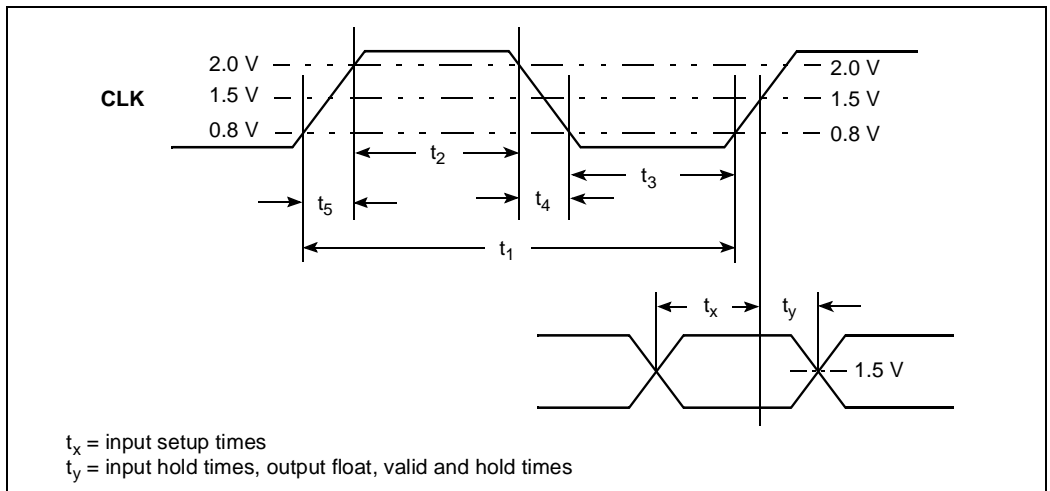 2.0 V
2.0 V
CLK
1.5 V
1.5 V
0.8 V
0.8 V
t2
t3
t5
t4
t1
tx
ty
1.5 V
tx = input setup times
ty = input hold times, output float, valid and hold times